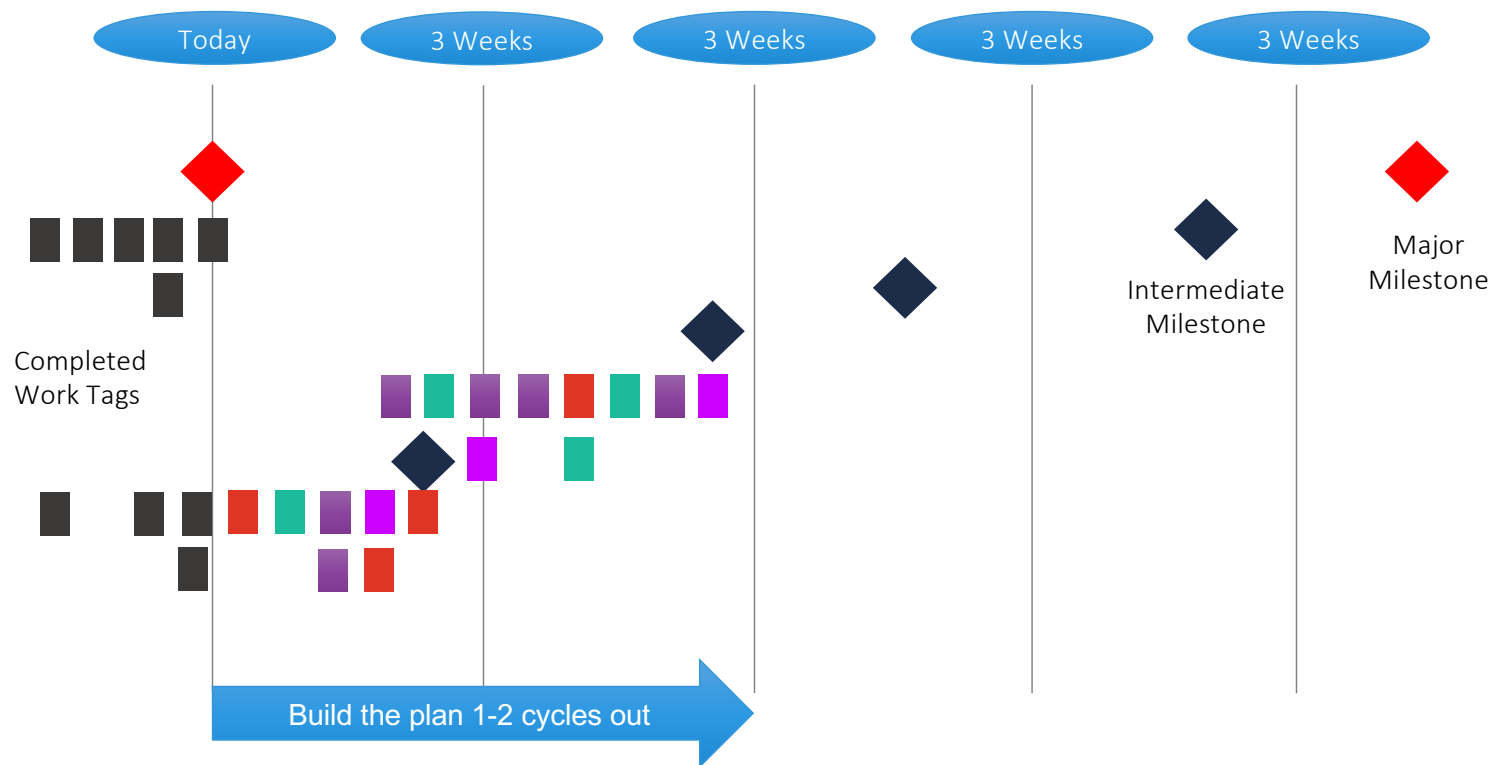 Today
3 Weeks
3 Weeks
3 Weeks
3 Weeks
Major
Milestone
Intermediate
Milestone
Completed
Work Tags
Build the plan 1-2 cycles out